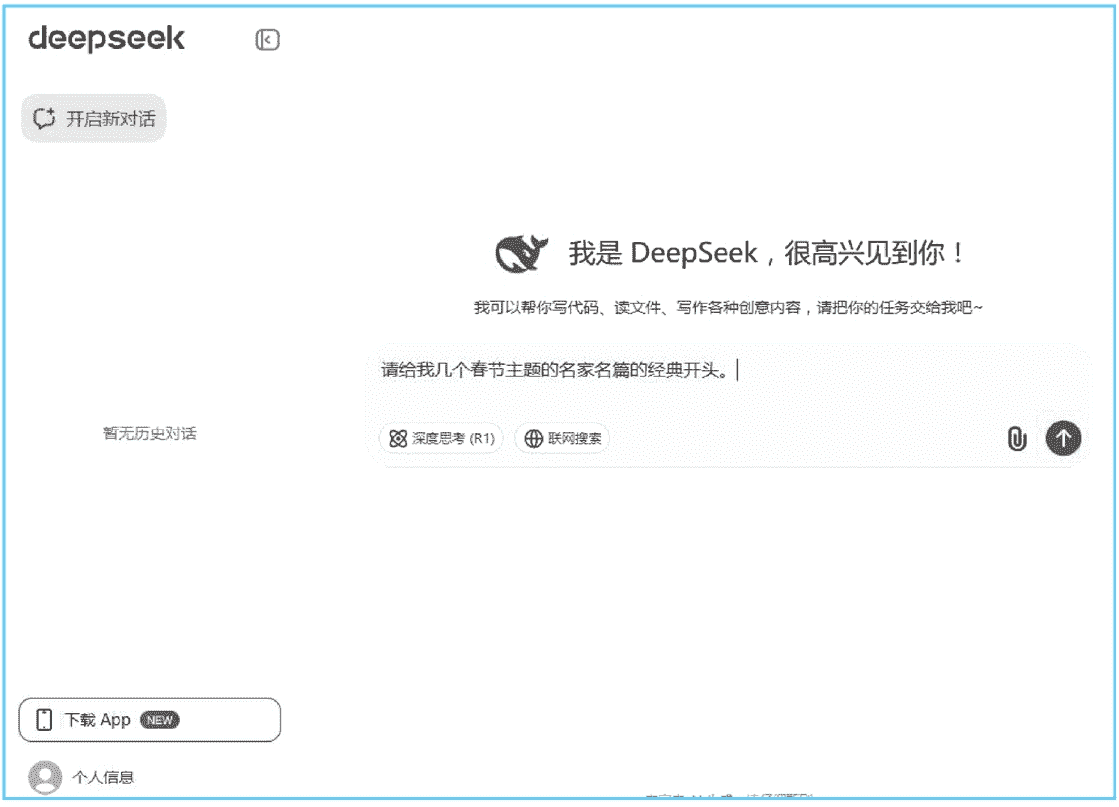 deepseek
开启新对话
我是 DeepSeek，很高兴见到你！
我可以帮你写代码、读文件、写作各种创意内容，请把你的任务交给我吧~
请给我几个春节主题的名家名篇的经典开头。
深度思考 (R1) 联网搜索
暂无历史对话
下载 App NEW
个人信息